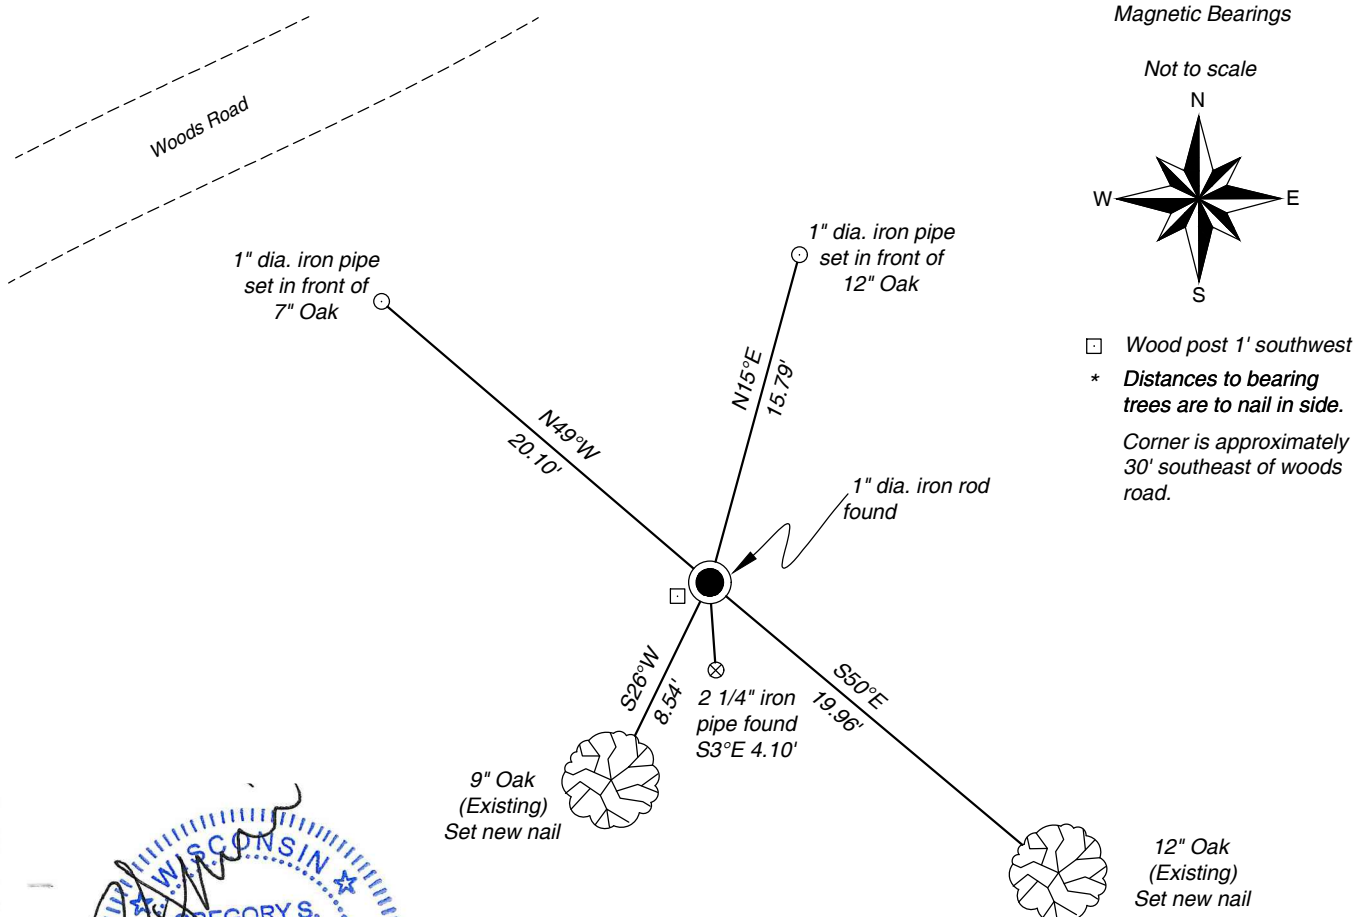 Magnetic Bearings
Not to scale
N
W
E
S
Woods Road
1" dia. iron pipe
set in front of
7" Oak
1" dia. iron pipe
set in front of
12" Oak
Wood post 1' southwest
* Distances to bearing
trees are to nail in side.
Corner is approximately
30' southeast of woods
road.
N15°E
15.79'
N49°W
20.10'
1" dia. iron rod
found
S26°W
8.54'
2 1/4" iron
pipe found
S3°E 4.10'
S50°E
19.96'
9" Oak
(Existing)
Set new nail
12" Oak
(Existing)
Set new nail
WISCONSIN
GREGORY S.